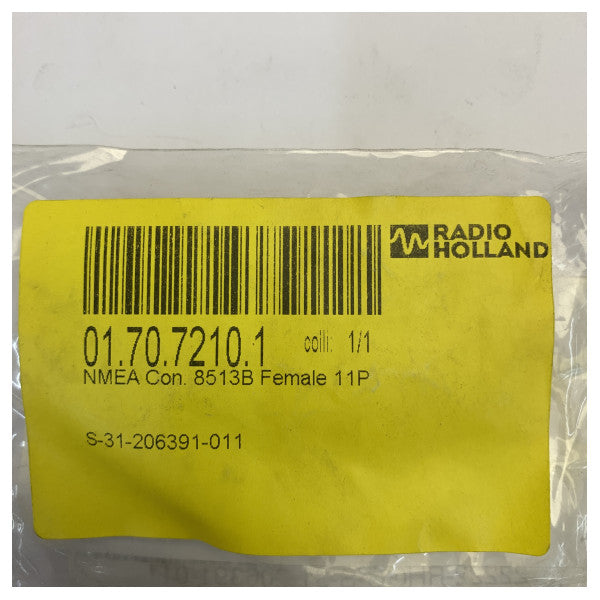 RADIO
HOLLAND
01.70.7210.1 colli: 1/1
NMEA Con. 8513B Female 11P
S-31-206391-011